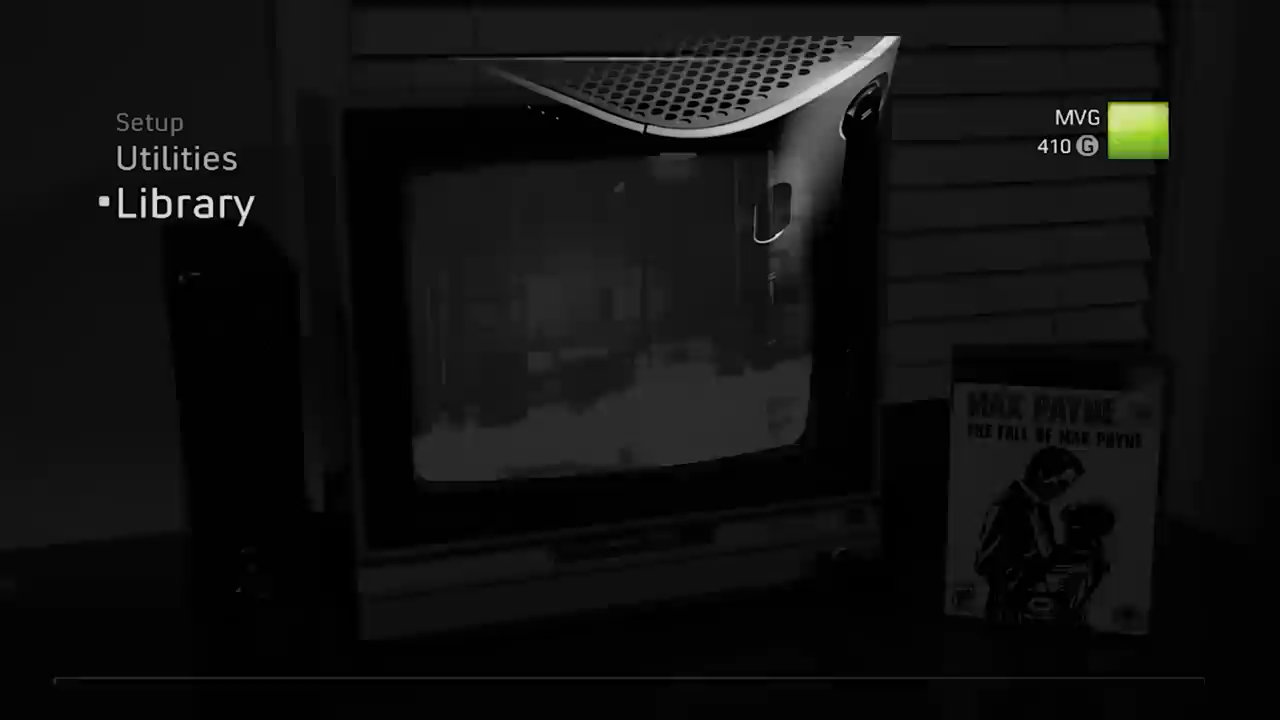 Setup
Utilities
Library
MVG
410 G
MAX PAYNE
THE FALL OF MAX PAYNE